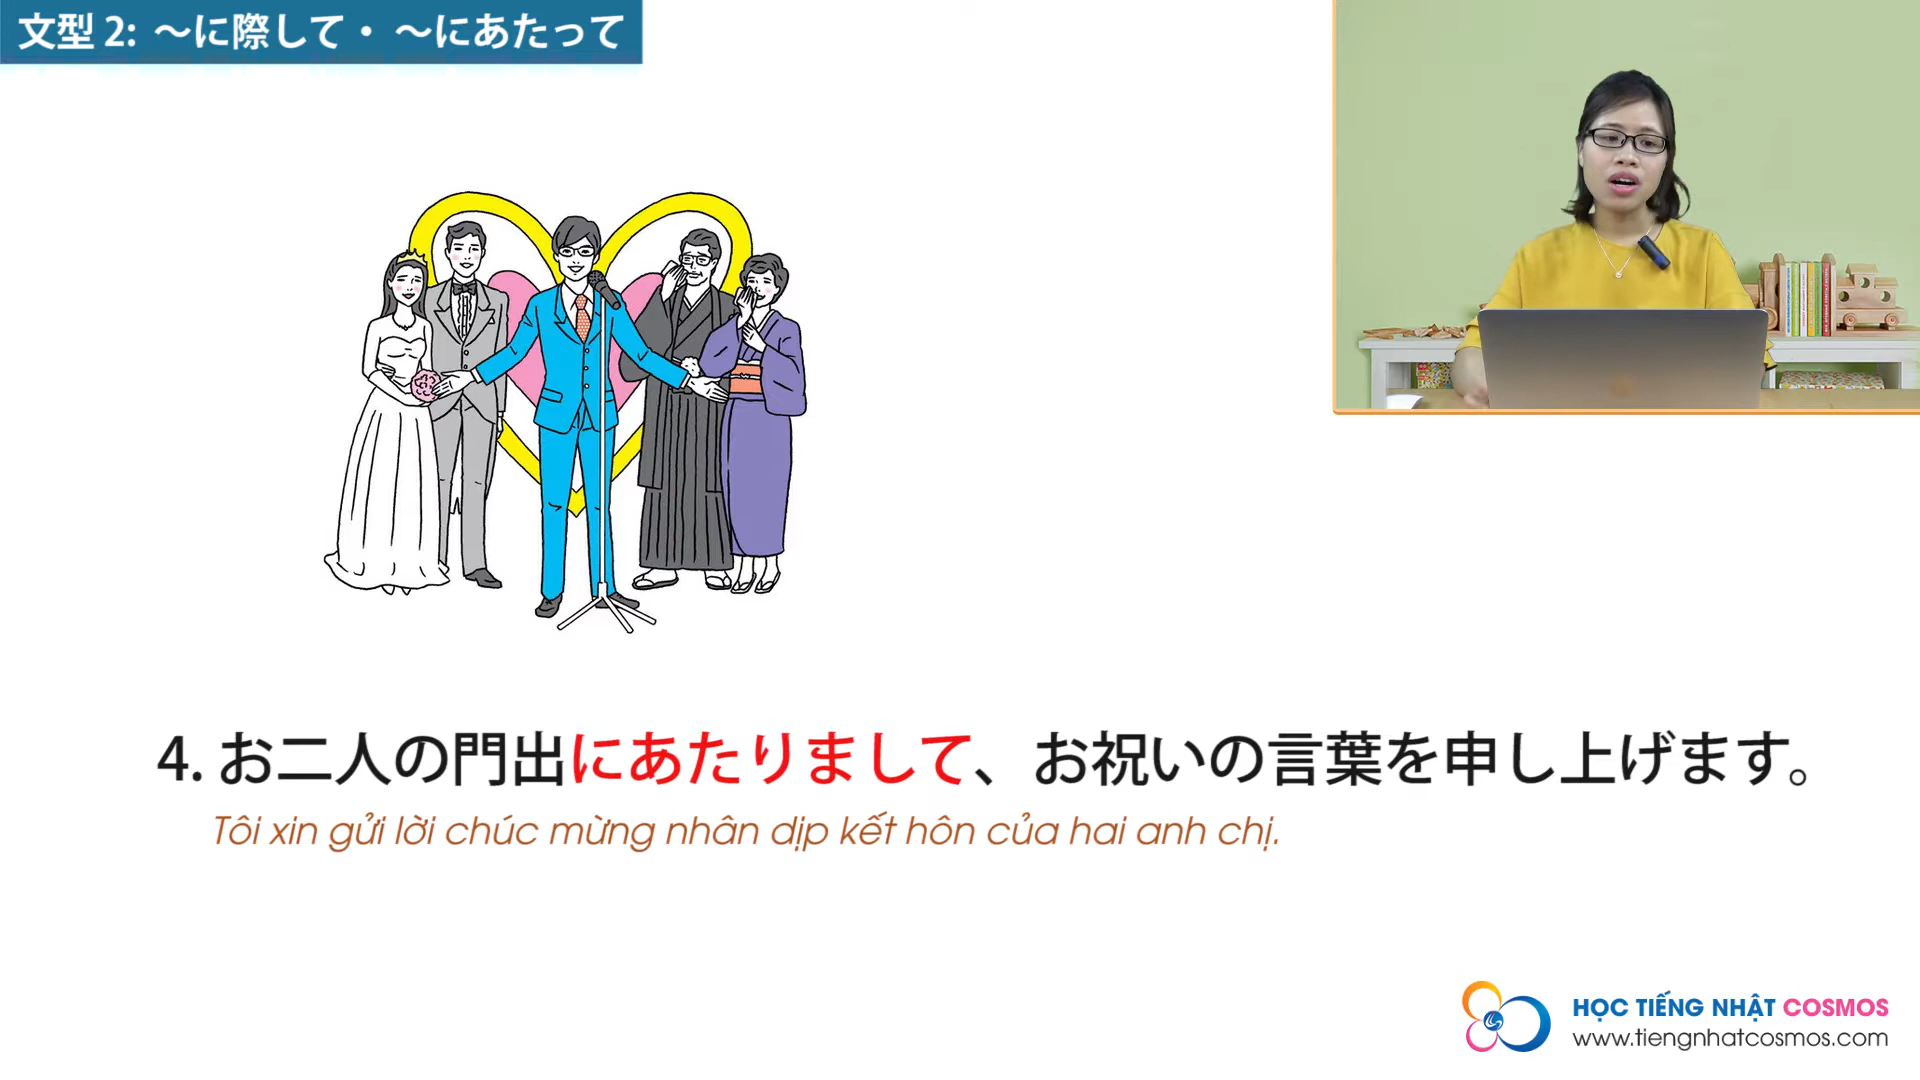 文型 2: ～に際して・ ～にあたって
4. お二人の門出にあたりまして、お祝いの言葉を申し上げます。
Tôi xin gửi lời chúc mừng nhân dịp kết hôn của hai anh chị.
HỌC TIẾNG NHẬT COSMOS
www.tiengnhatcosmos.com